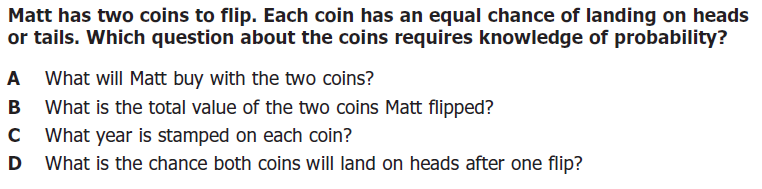 Matt has two coins to flip. Each coin has an equal chance of landing on heads
or tails. Which question about the coins requires knowledge of probability?
A What will Matt buy with the two coins?
B What is the total value of the two coins Matt flipped?
C What year is stamped on each coin?
D What is the chance both coins will land on heads after one flip?